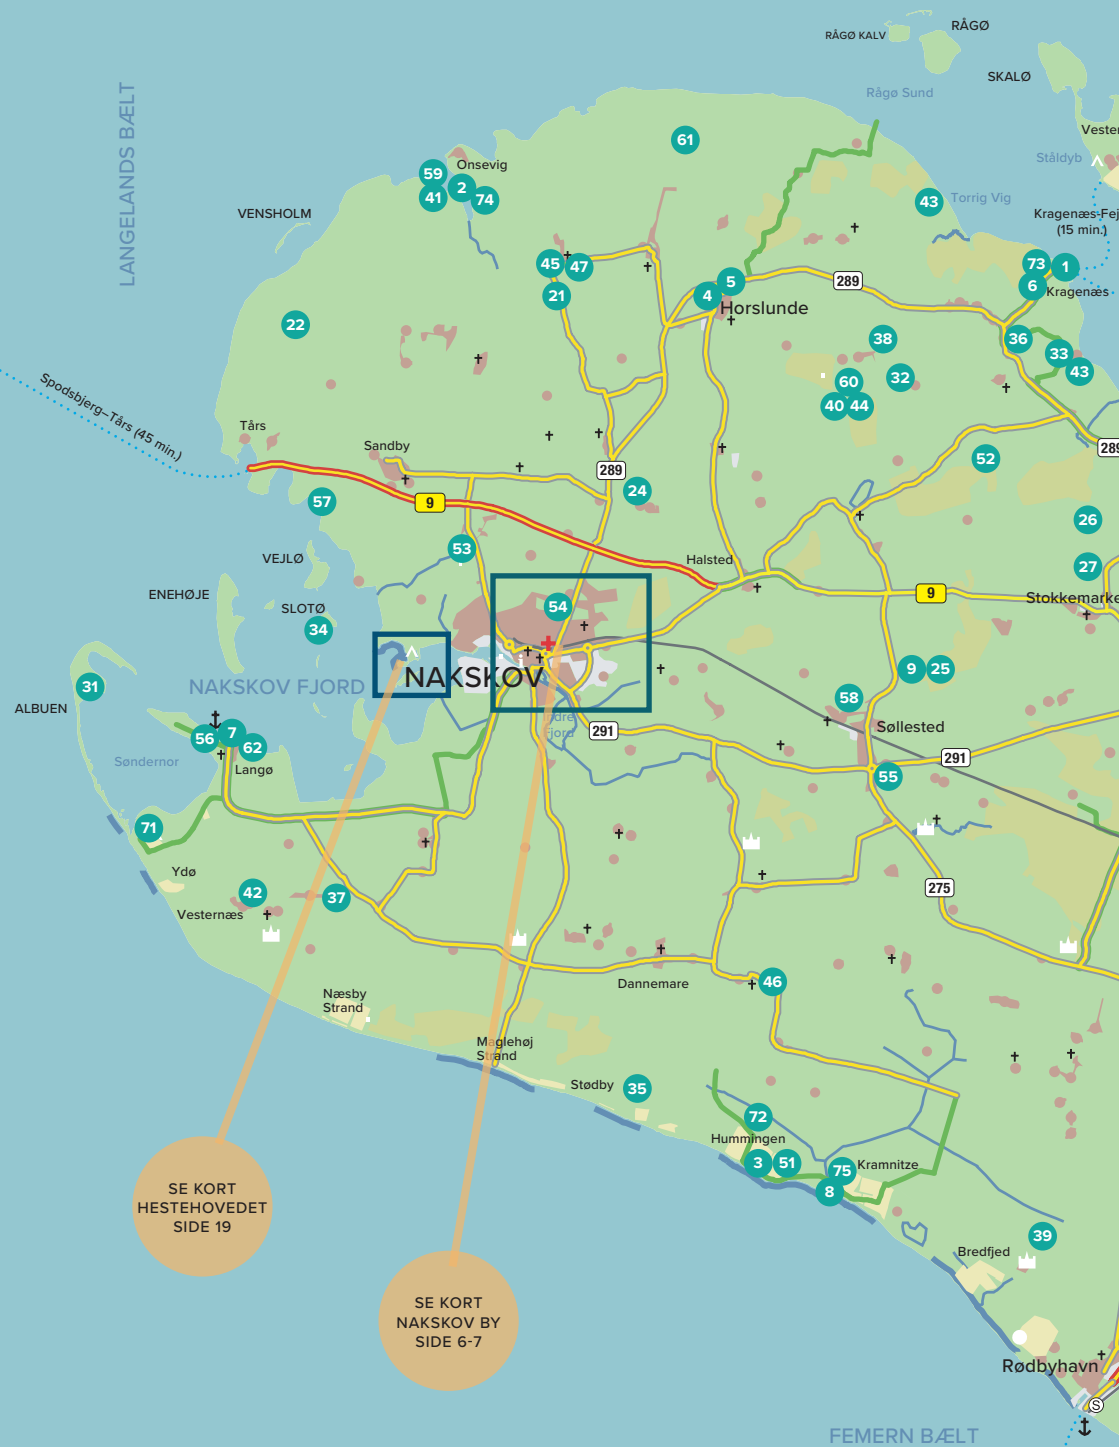 RÅGØ
RÅGØ KALV
SKALØ
Rågø Sund
LANGELANDS BÆLT
Ståldyb
61
Onsevig
59
2
41
74
43
Torrig Vig
VENSHOLM
Kragenæs-Fej
(15 min.)
45
47
73
1
6
Kragenæs
21
5
4
289
Horslunde
22
38
36
33
43
60
32
40
44
Spodsbjerg–Tårs (45 min.)
Tårs
Sandby
289
289
52
24
57
9
26
53
VEJLØ
Halsted
27
ENEHØJE
9
Stokkemarke
SLOTØ
54
34
NAKSKOV
31
NAKSKOV FJORD
9
25
ALBUEN
58
Søllested
Indre
Fjord
291
56
7
62
Søndernor
Langø
291
55
71
Ydø
42
37
Vesternæs
275
Dannemare
46
Næsby
Strand
Maglehøj
Strand
Stødby
35
72
Hummingen
3
51
75
Kramnitze
8
SE KORT
HESTEHOVEDET
SIDE 19
39
Bredfjed
SE KORT
NAKSKOV BY
SIDE 6-7
Rødbyhavn
S
FEMERN BÆLT